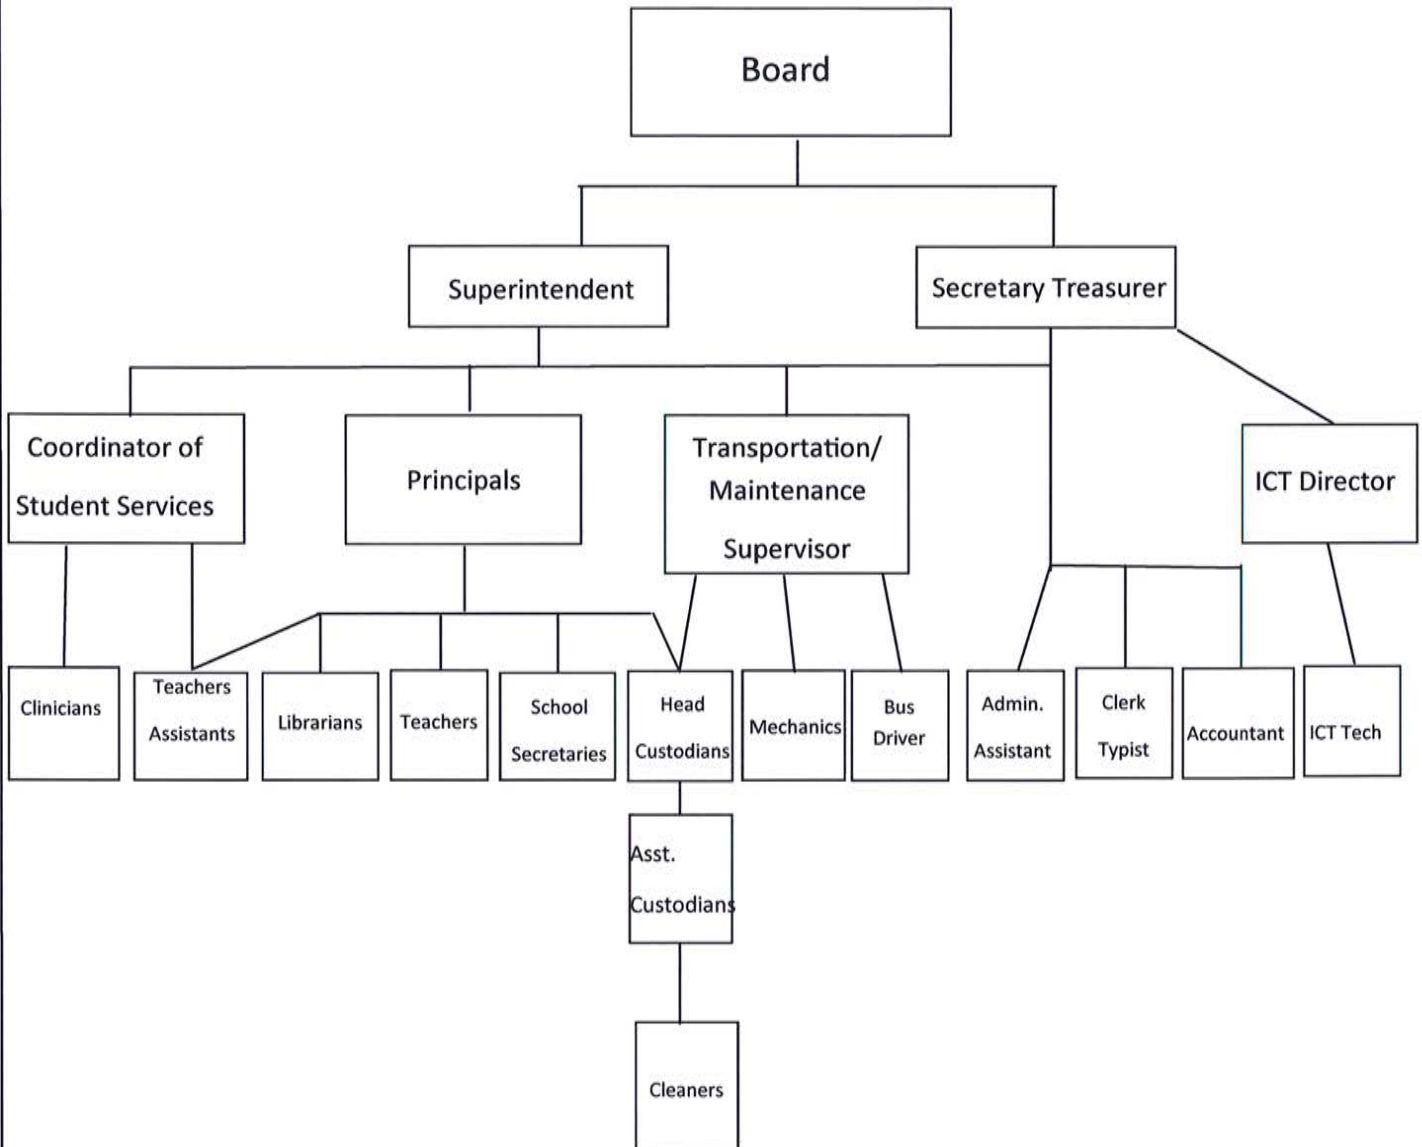 Board
Superintendent
Secretary Treasurer
Coordinator of
Student Services
Principals
Transportation/
Maintenance
Supervisor
ICT Director
Clinicians
Teachers
Assistants
Librarians
Teachers
School
Secretaries
Head
Custodians
Mechanics
Bus
Driver
Admin.
Assistant
Clerk
Typist
Accountant
ICT Tech
Asst.
Custodians
Cleaners